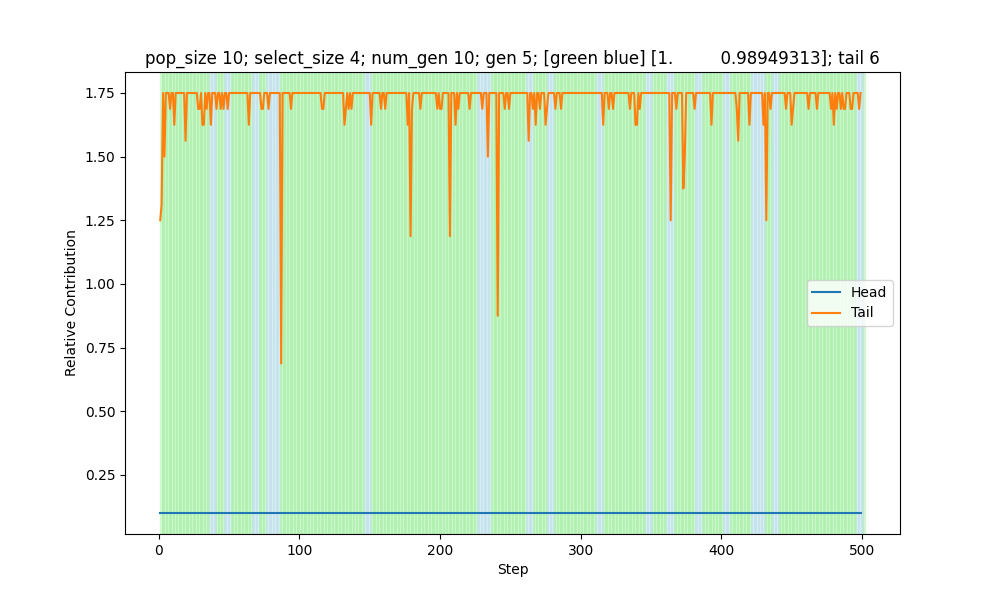 pop_size 10; select_size 4; num_gen 10; gen 5; [green blue] [1.         0.98949313]; tail 6
1.75
1.50
1.25
1.00
0.75
0.50
0.25
Relative Contribution
Head
Tail
0 100 200 300 400 500
Step